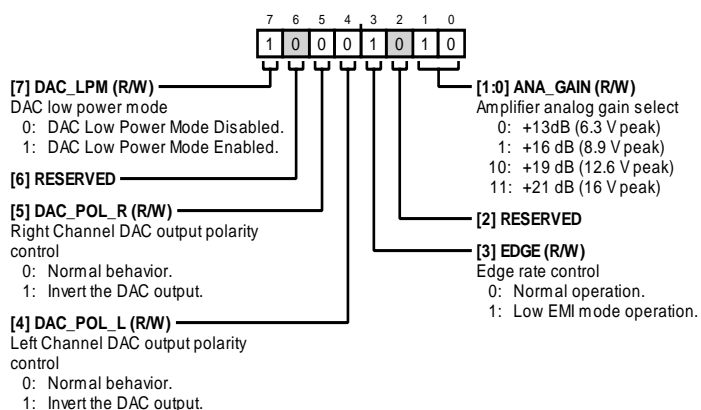 7 6 5 4 3 2 1 0
1 0 0 0 1 0 1 0
[7] DAC_LPM (R/W)
DAC low power mode
0: DAC Low Power Mode Disabled.
1: DAC Low Power Mode Enabled.
[6] RESERVED
[5] DAC_POL_R (R/W)
Right Channel DAC output polarity
control
0: Normal behavior.
1: Invert the DAC output.
[4] DAC_POL_L (R/W)
Left Channel DAC output polarity
control
0: Normal behavior.
1: Invert the DAC output.
[1:0] ANA_GAIN (R/W)
Amplifier analog gain select
0: +13dB (6.3 V peak)
1: +16 dB (8.9 V peak)
10: +19 dB (12.6 V peak)
11: +21 dB (16 V peak)
[2] RESERVED
[3] EDGE (R/W)
Edge rate control
0: Normal operation.
1: Low EMI mode operation.